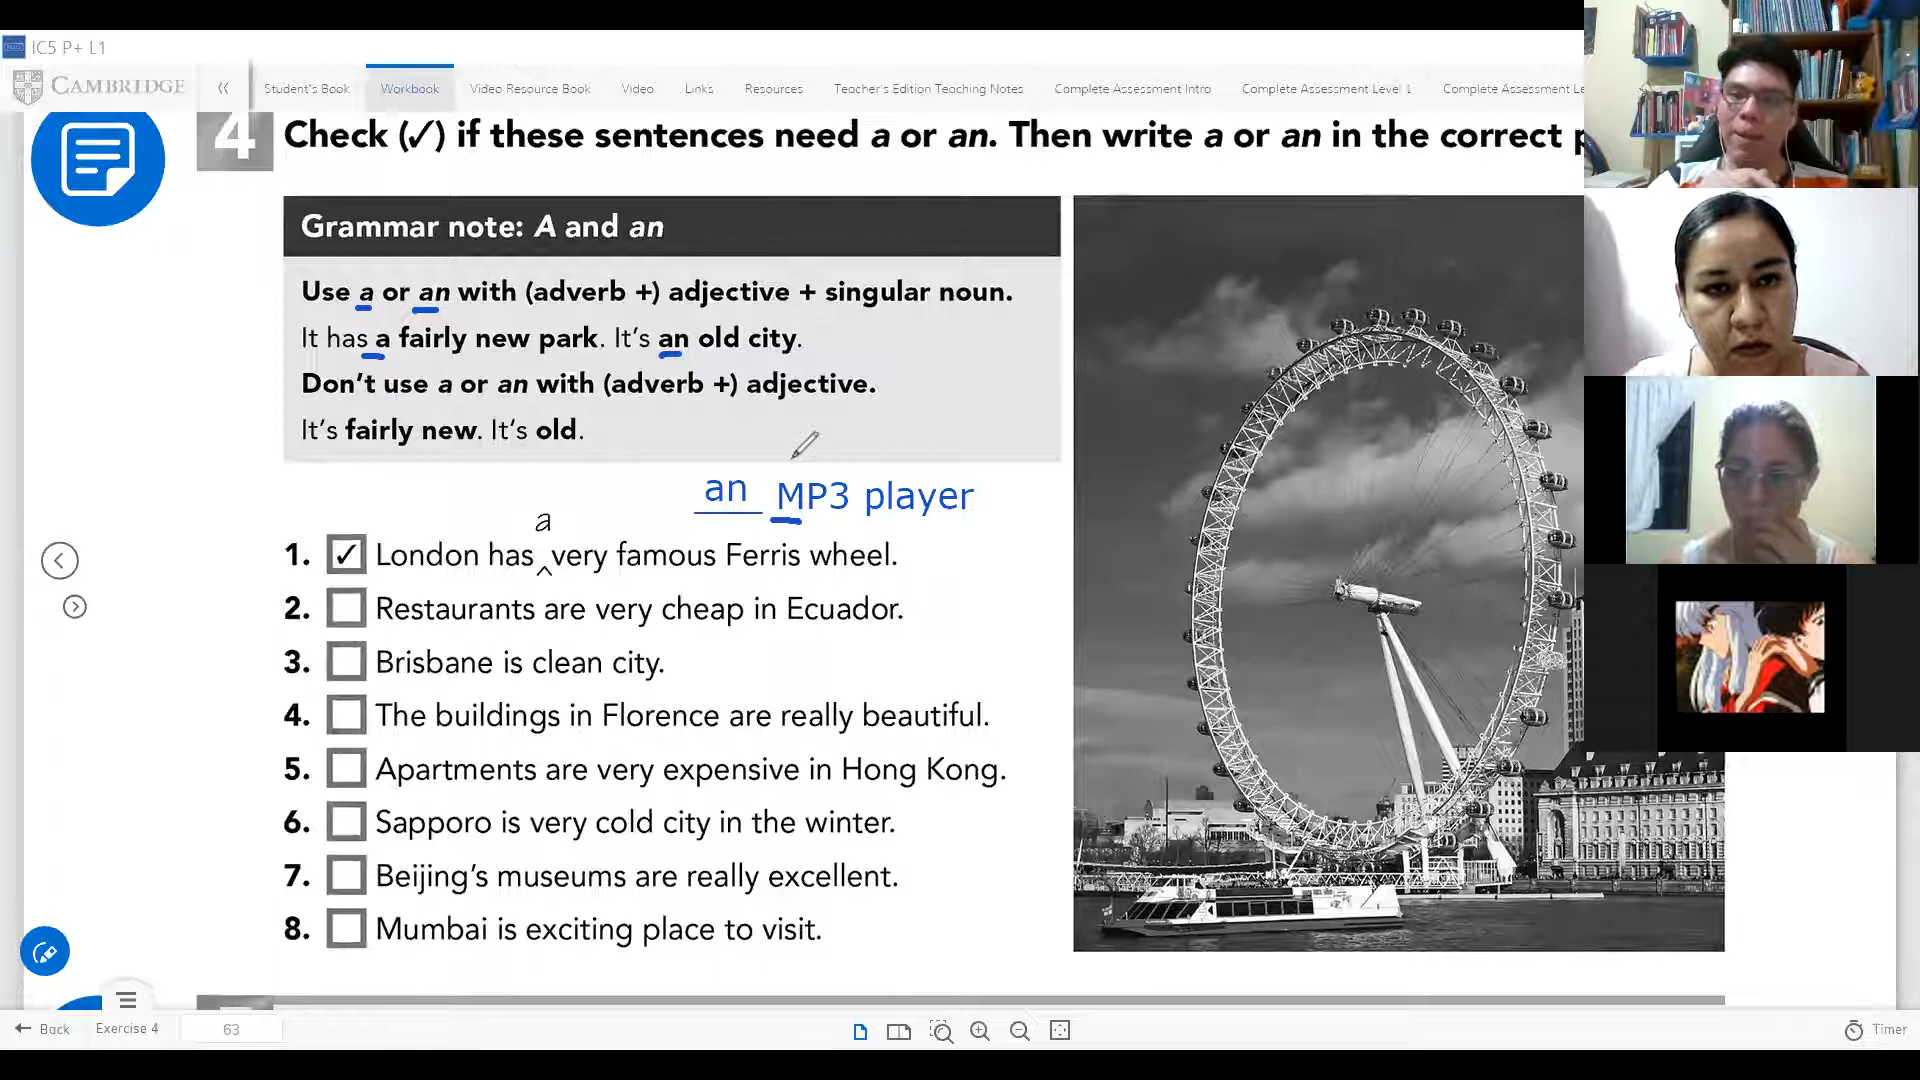 IC5 P+ L1
CAMBRIDGE
Student's Book
Workbook
Video Resource Book
Video
Links
Resources
Teacher's Edition Teaching Notes
Complete Assessment Intro
Complete Assessment Level 1
Complete Assessment Le
4 Check (✓) if these sentences need a or an. Then write a or an in the correct p
Grammar note: A and an
Use a or an with (adverb +) adjective + singular noun.
It has a fairly new park. It's an old city.
Don't use a or an with (adverb +) adjective.
It's fairly new. It's old.
an MP3 player
a
1. ✓ London has ^ very famous Ferris wheel.
2. Restaurants are very cheap in Ecuador.
3. Brisbane is clean city.
4. The buildings in Florence are really beautiful.
5. Apartments are very expensive in Hong Kong.
6. Sapporo is very cold city in the winter.
7. Beijing's museums are really excellent.
8. Mumbai is exciting place to visit.
Back
Exercise 4
63
Timer